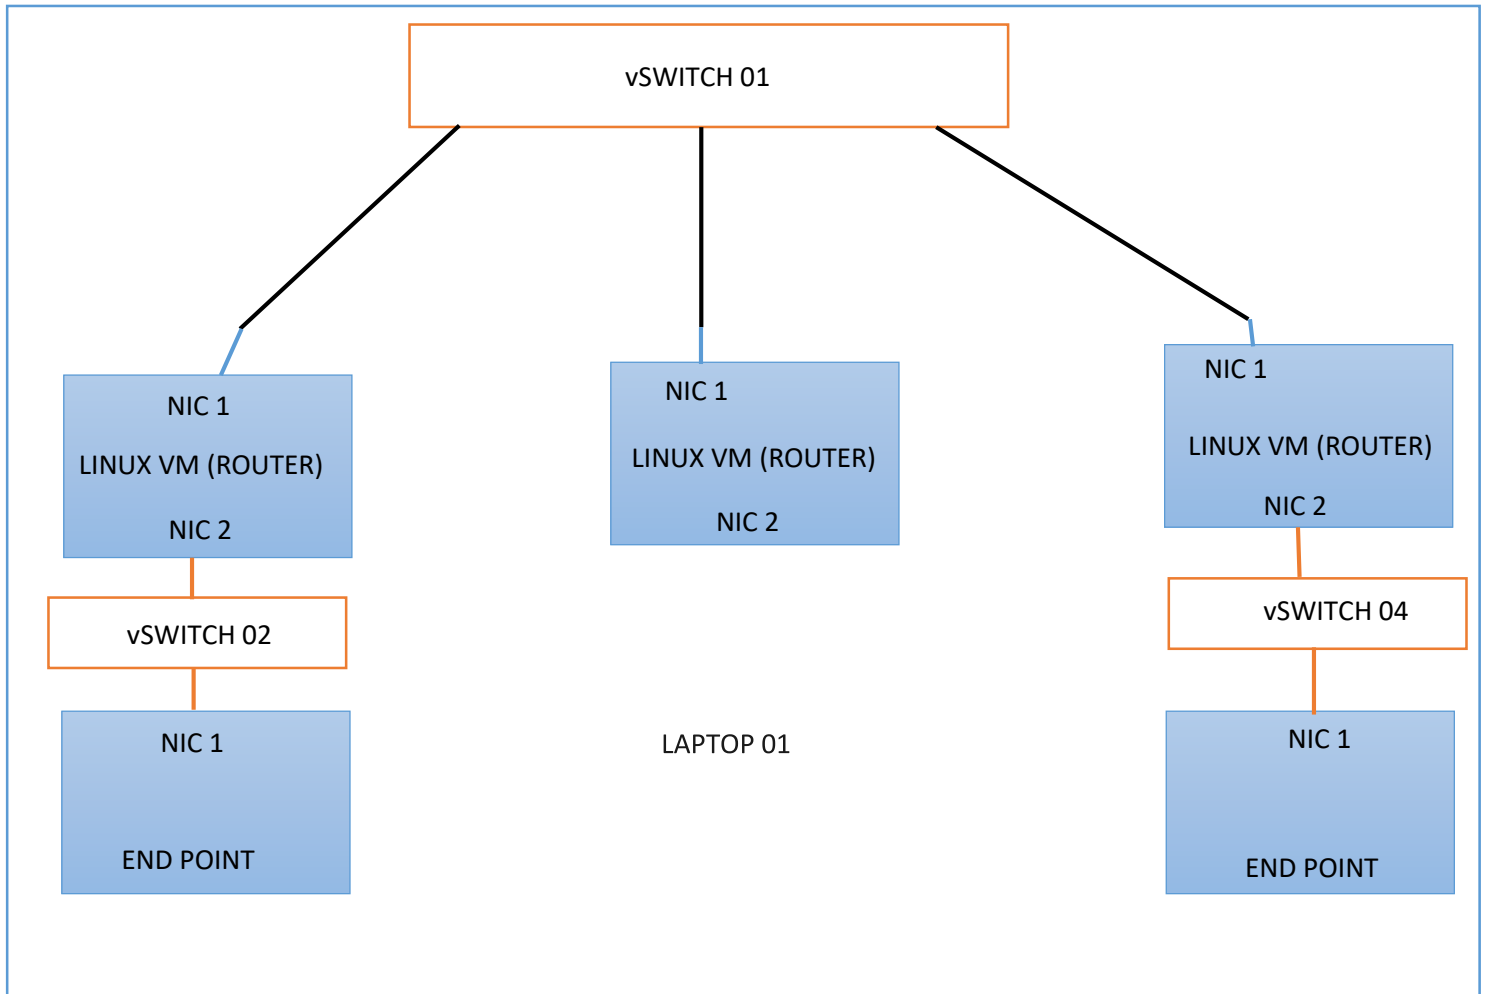 vSWITCH 01
NIC 1
LINUX VM (ROUTER)
NIC 2
NIC 1
LINUX VM (ROUTER)
NIC 2
NIC 1
LINUX VM (ROUTER)
NIC 2
vSWITCH 02
vSWITCH 04
NIC 1
END POINT
LAPTOP 01
NIC 1
END POINT